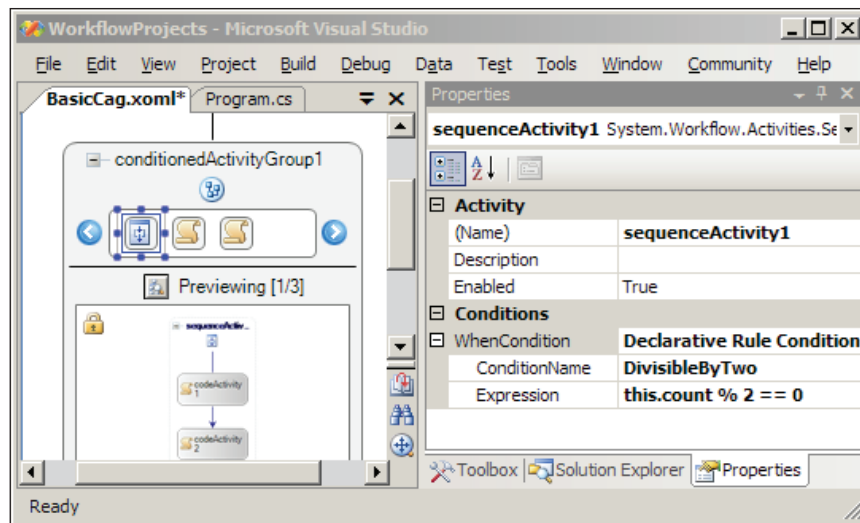 WorkflowProjects - Microsoft Visual Studio
File Edit View Project Build Debug Data Test Tools Window Community Help
BasicCag.xoml* Program.cs
conditionedActivityGroup1
Previewing [1/3]
sequenceActiv...
codeActivity
1
codeActivity
2
Properties
sequenceActivity1 System.Workflow.Activities.Se
Activity
(Name) sequenceActivity1
Description
Enabled True
Conditions
WhenCondition Declarative Rule Condition
ConditionName DivisibleByTwo
Expression this.count % 2 == 0
Toolbox Solution Explorer Properties
Ready